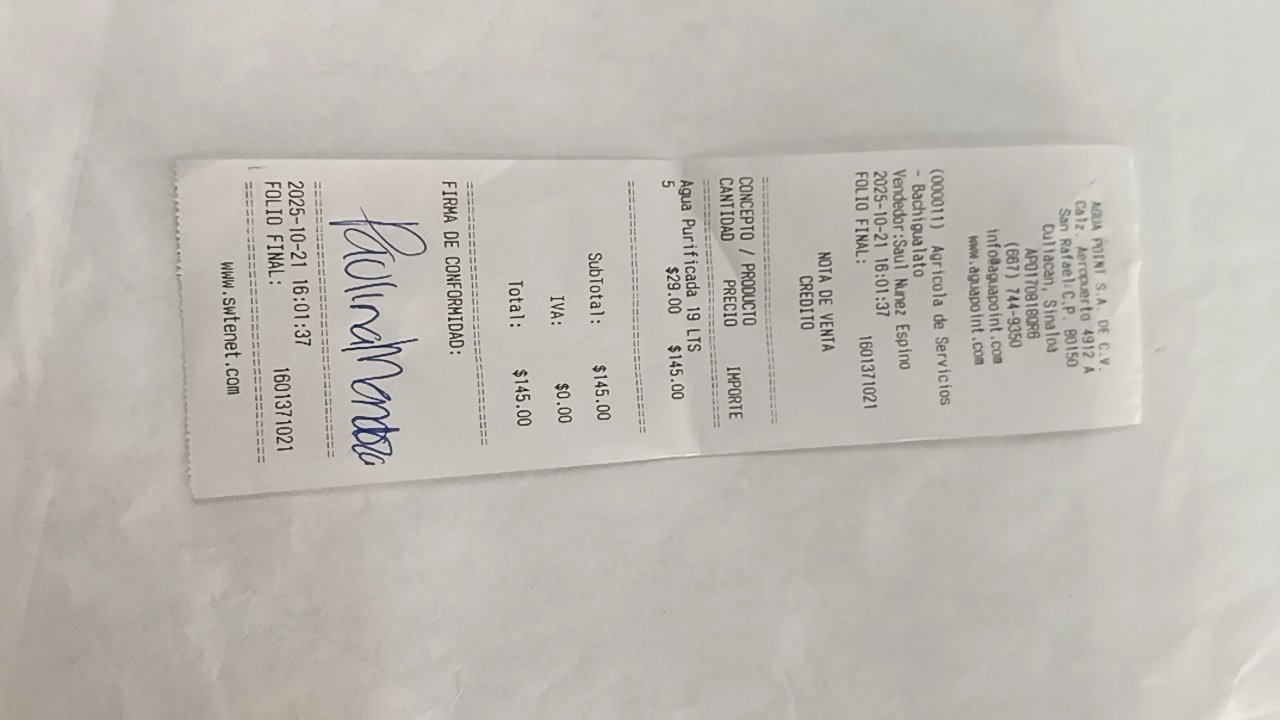 AGUA POINT S.A. DE C.V.
Calz. Aeropuerto 4912 A
San Rafael C.P. 80150
Culiacan, Sinaloa
APO170818QR6
(667) 744-9350
info@aguapoint.com
www.aguapoint.com
(000011) Agricola de Servicios
- Bachigualato
Vendedor:Saul Nunez Espino
2025-10-21 16:01:37
FOLIO FINAL: 1601371021
NOTA DE VENTA
CREDITO
CONCEPTO / PRODUCTO
CANTIDAD PRECIO IMPORTE
Agua Purificada 19 LTS
5 $29.00 $145.00
SubTotal: $145.00
IVA: $0.00
Total: $145.00
FIRMA DE CONFORMIDAD:
Paulina Mendoza
2025-10-21 16:01:37
FOLIO FINAL: 1601371021
www.swtenet.com